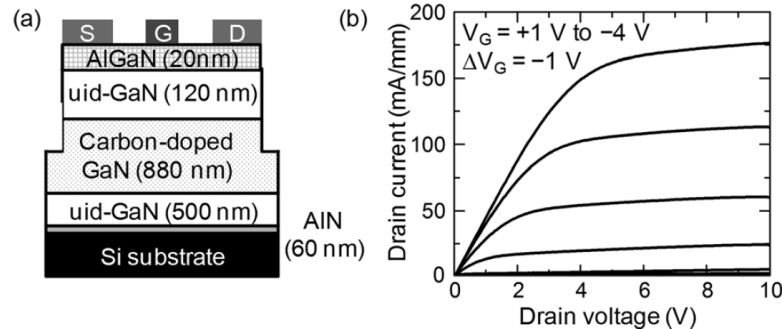 (a)
S G D
AlGaN (20nm)
uid-GaN (120 nm)
Carbon-doped
GaN (880 nm)
uid-GaN (500 nm)
AlN
(60 nm)
Si substrate
(b)
V_G = +1 V to −4 V
ΔV_G = −1 V
Drain current (mA/mm)
200
150
100
50
0
0 2 4 6 8 10
Drain voltage (V)